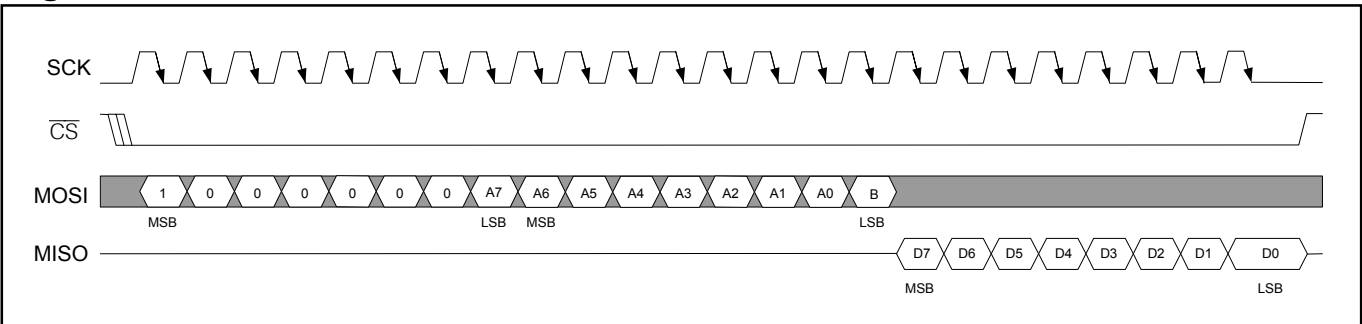 SCK
CS
MOSI 1 0 0 0 0 0 0 A7 A6 A5 A4 A3 A2 A1 A0 B
MSB LSB MSB LSB
MISO D7 D6 D5 D4 D3 D2 D1 D0
MSB LSB